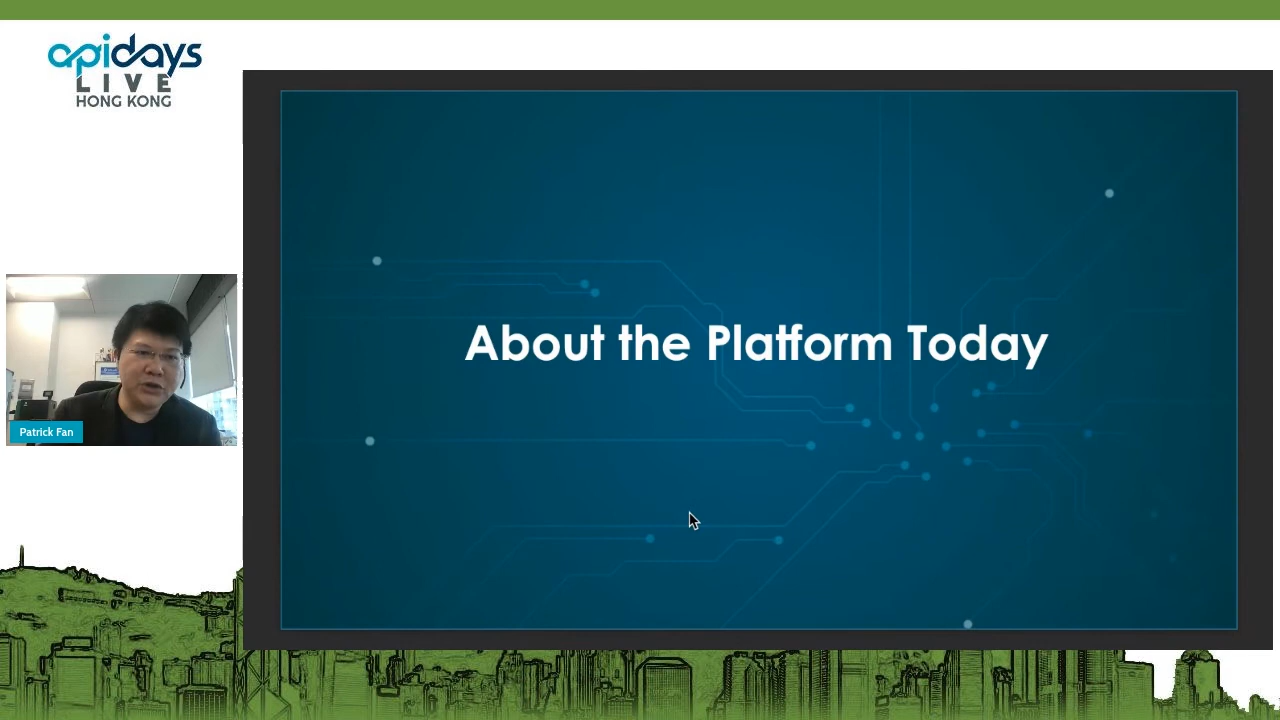 apidays
LIVE
HONG KONG
About the Platform Today
Patrick Fan